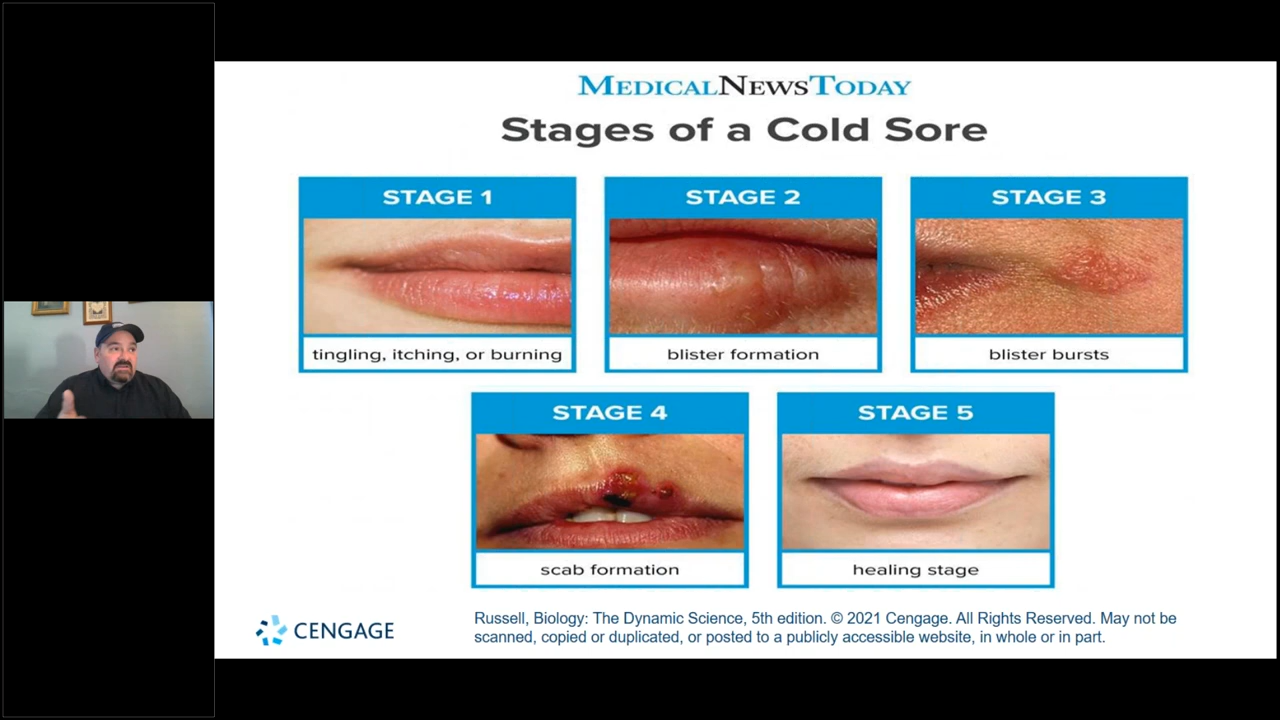 MEDICALNEWSTODAY
Stages of a Cold Sore
STAGE 1
tingling, itching, or burning
STAGE 2
blister formation
STAGE 3
blister bursts
STAGE 4
scab formation
STAGE 5
healing stage
CENGAGE
Russell, Biology: The Dynamic Science, 5th edition. © 2021 Cengage. All Rights Reserved. May not be
scanned, copied or duplicated, or posted to a publicly accessible website, in whole or in part.